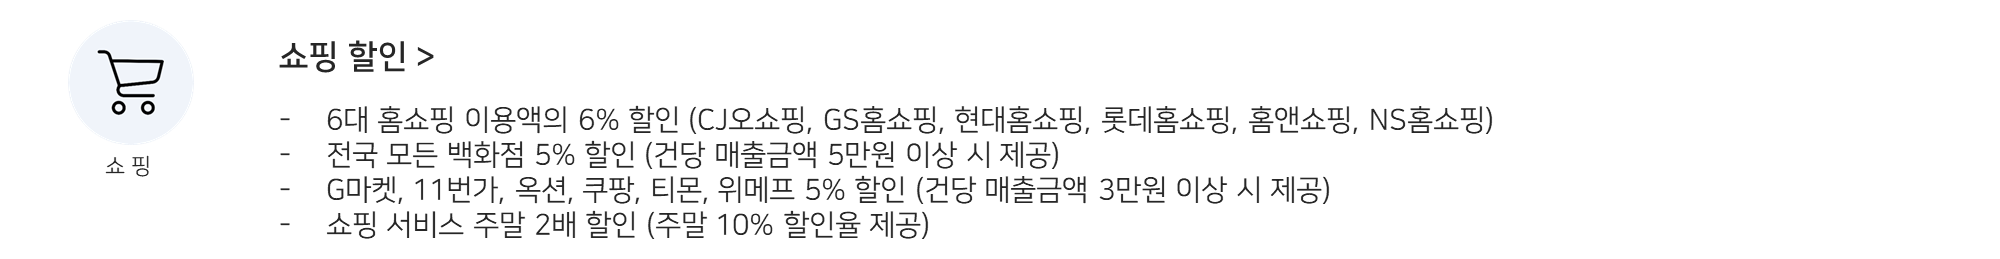 쇼핑 할인 >
- 6대 홈쇼핑 이용액의 6% 할인 (CJ오쇼핑, GS홈쇼핑, 현대홈쇼핑, 롯데홈쇼핑, 홈앤쇼핑, NS홈쇼핑)
- 전국 모든 백화점 5% 할인 (건당 매출금액 5만원 이상 시 제공)
- G마켓, 11번가, 옥션, 쿠팡, 티몬, 위메프 5% 할인 (건당 매출금액 3만원 이상 시 제공)
- 쇼핑 서비스 주말 2배 할인 (주말 10% 할인율 제공)
쇼 핑